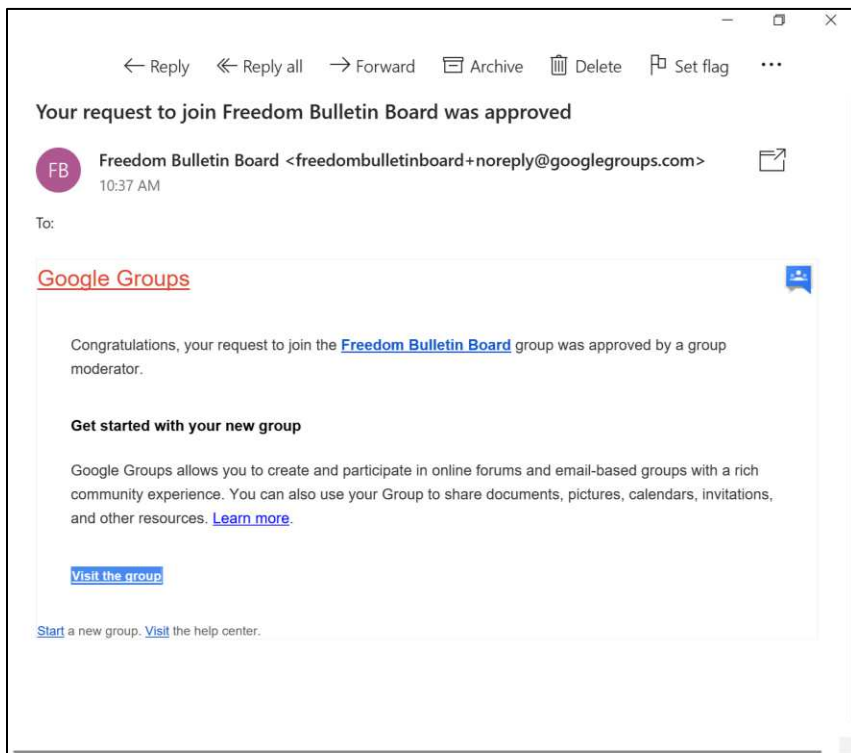 Reply Reply all Forward Archive Delete Set flag
Your request to join Freedom Bulletin Board was approved
FB
Freedom Bulletin Board <freedombulletinboard+noreply@googlegroups.com>
10:37 AM
To:
Google Groups
Congratulations, your request to join the Freedom Bulletin Board group was approved by a group
moderator.
Get started with your new group
Google Groups allows you to create and participate in online forums and email-based groups with a rich
community experience. You can also use your Group to share documents, pictures, calendars, invitations,
and other resources. Learn more.
Visit the group
Start a new group. Visit the help center.